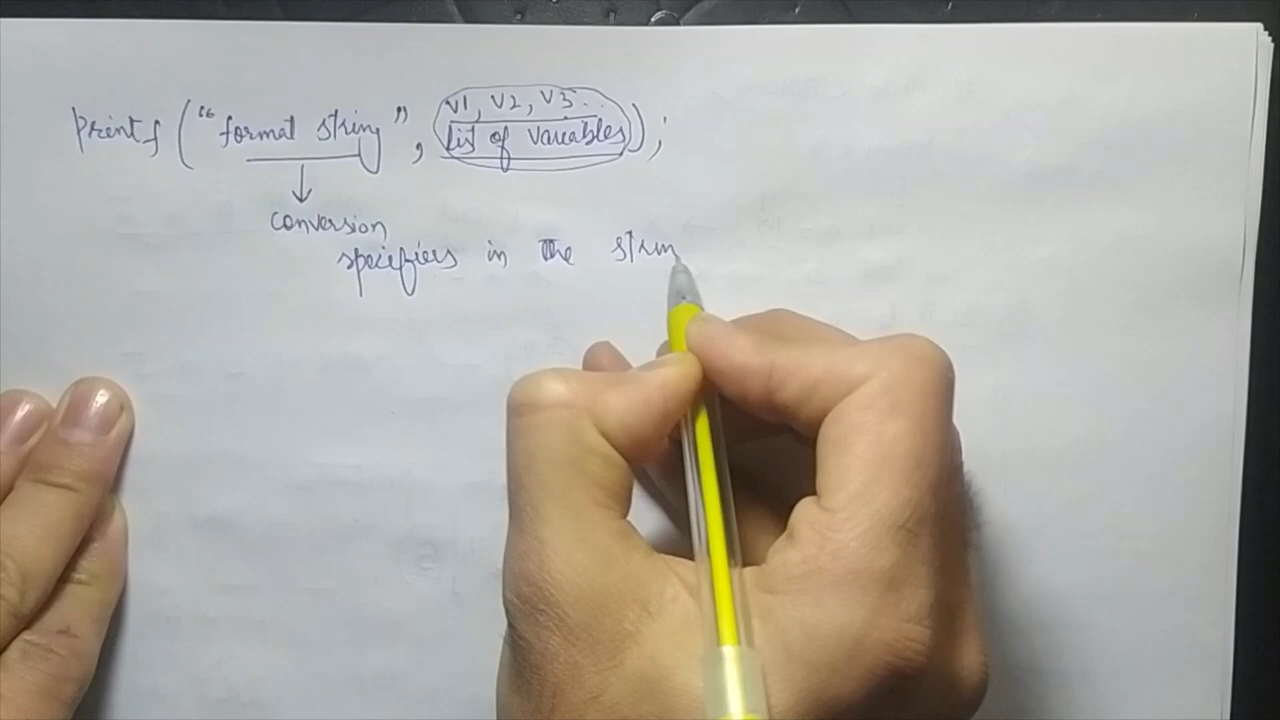 printf ("format string", list of variables);
v1, v2, v3...
conversion
specifiers in the strin